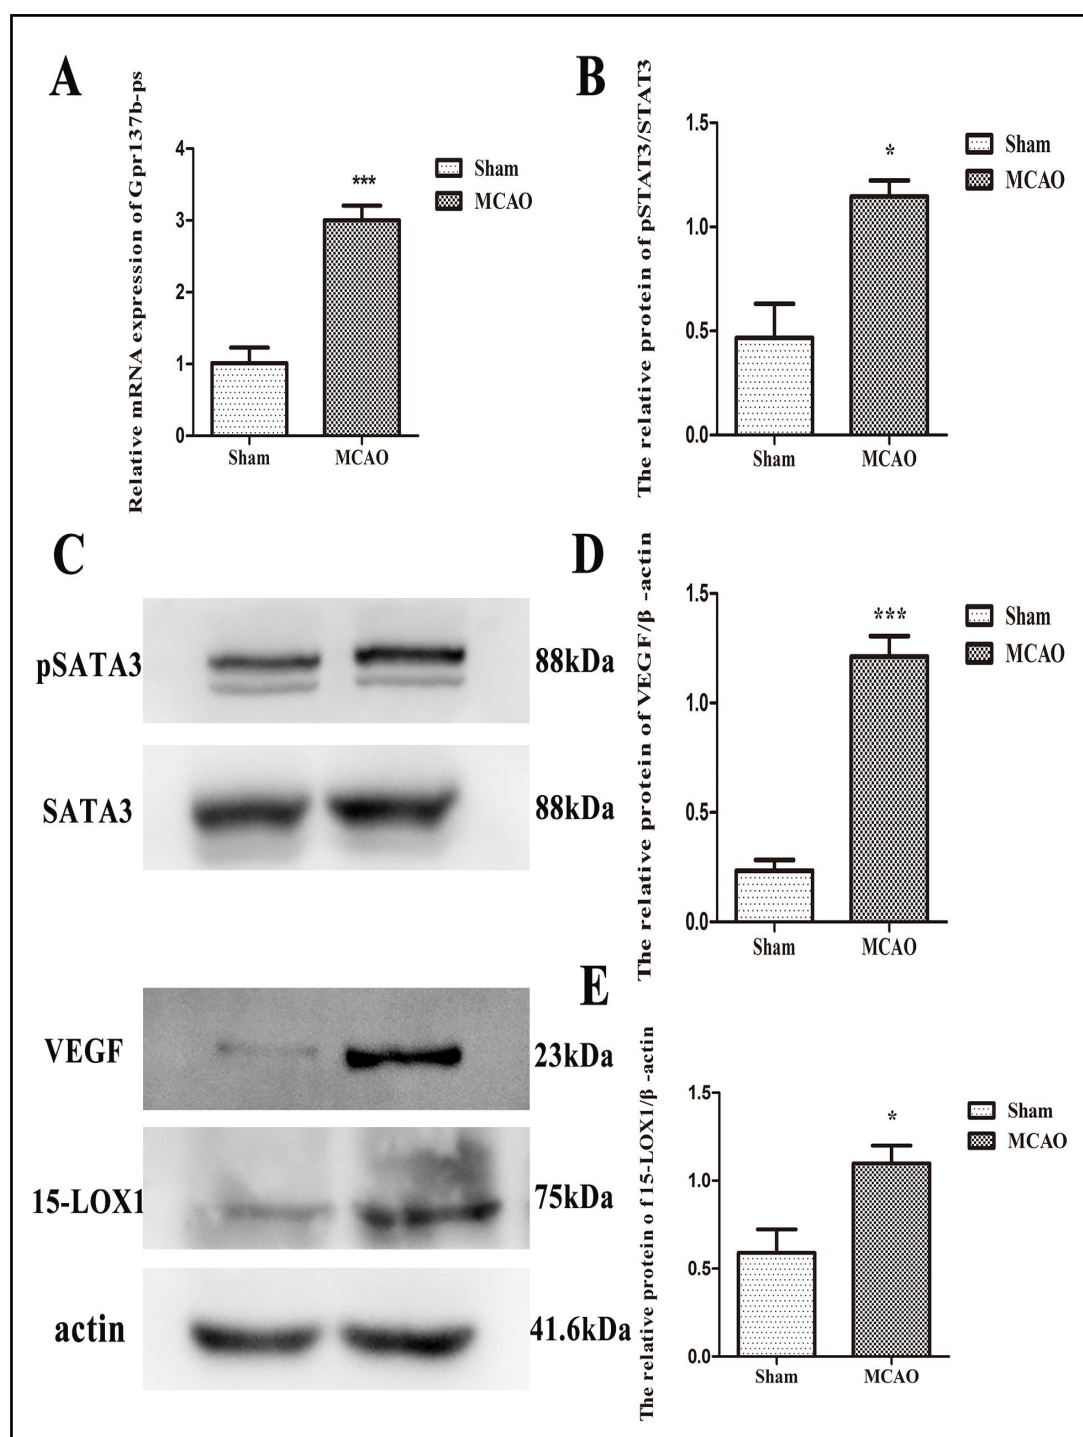 A
Relative mRNA expression of Gpr137b-ps
4
3
2
1
0
***
Sham
MCAO
Sham
MCAO
B
The relative protein of pSTAT3/STAT3
1.5
1.0
0.5
0.0
*
Sham
MCAO
Sham
MCAO
C
pSATA3
88kDa
SATA3
88kDa
VEGF
23kDa
15-LOX1
75kDa
actin
41.6kDa
D
The relative protein of VEGF/β -actin
1.5
1.0
0.5
0.0
***
Sham
MCAO
Sham
MCAO
E
The relative protein o f15-LOX1/β -actin
1.5
1.0
0.5
0.0
*
Sham
MCAO
Sham
MCAO